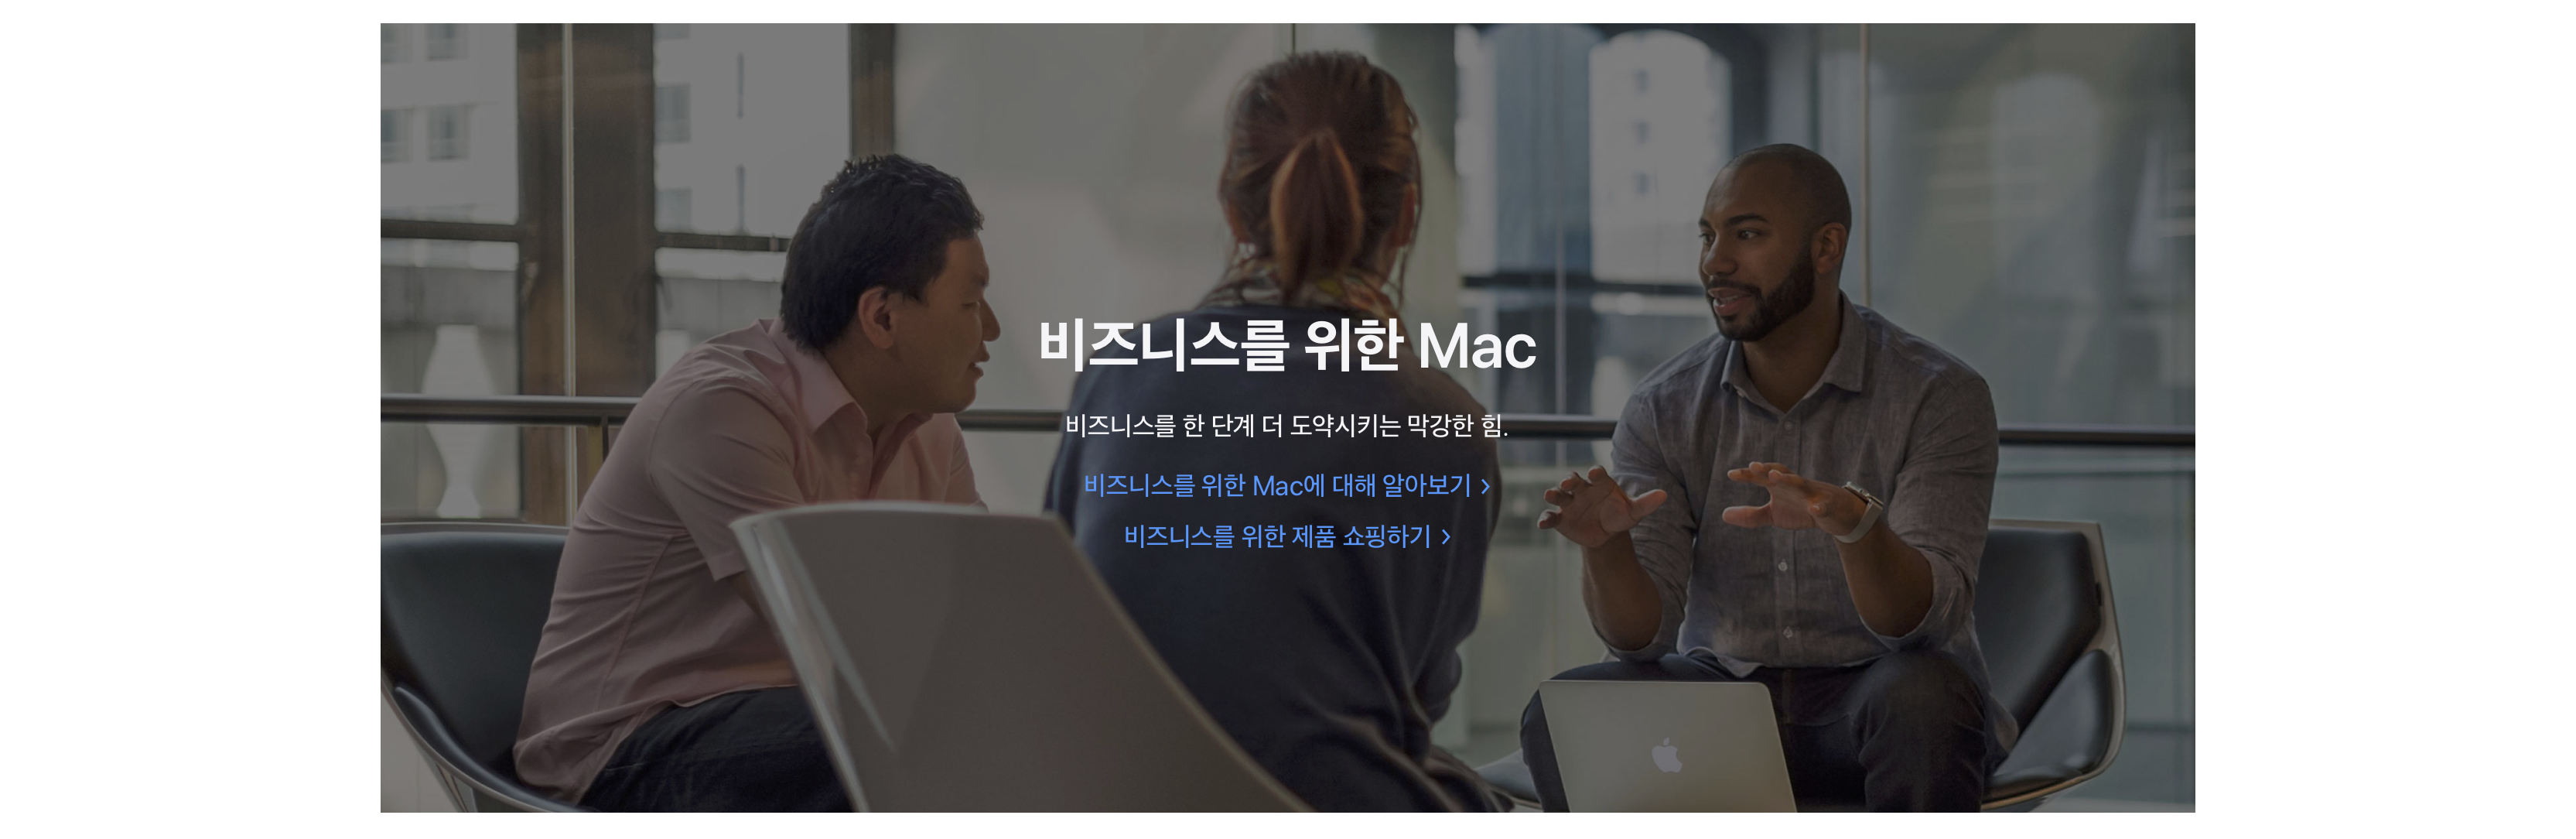 비즈니스를 위한 Mac
비즈니스를 한 단계 더 도약시키는 막강한 힘.
비즈니스를 위한 Mac에 대해 알아보기 >
비즈니스를 위한 제품 쇼핑하기 >